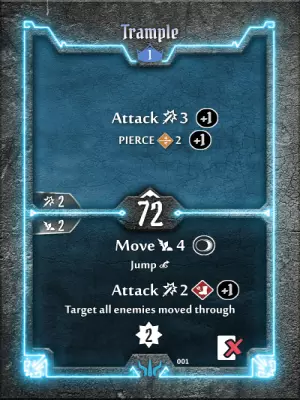 Trample
1
Attack 3 +1
PIERCE 2 +1
2
72
2
Move 4
Jump
Attack 2 +1
Target all enemies moved through
2
001